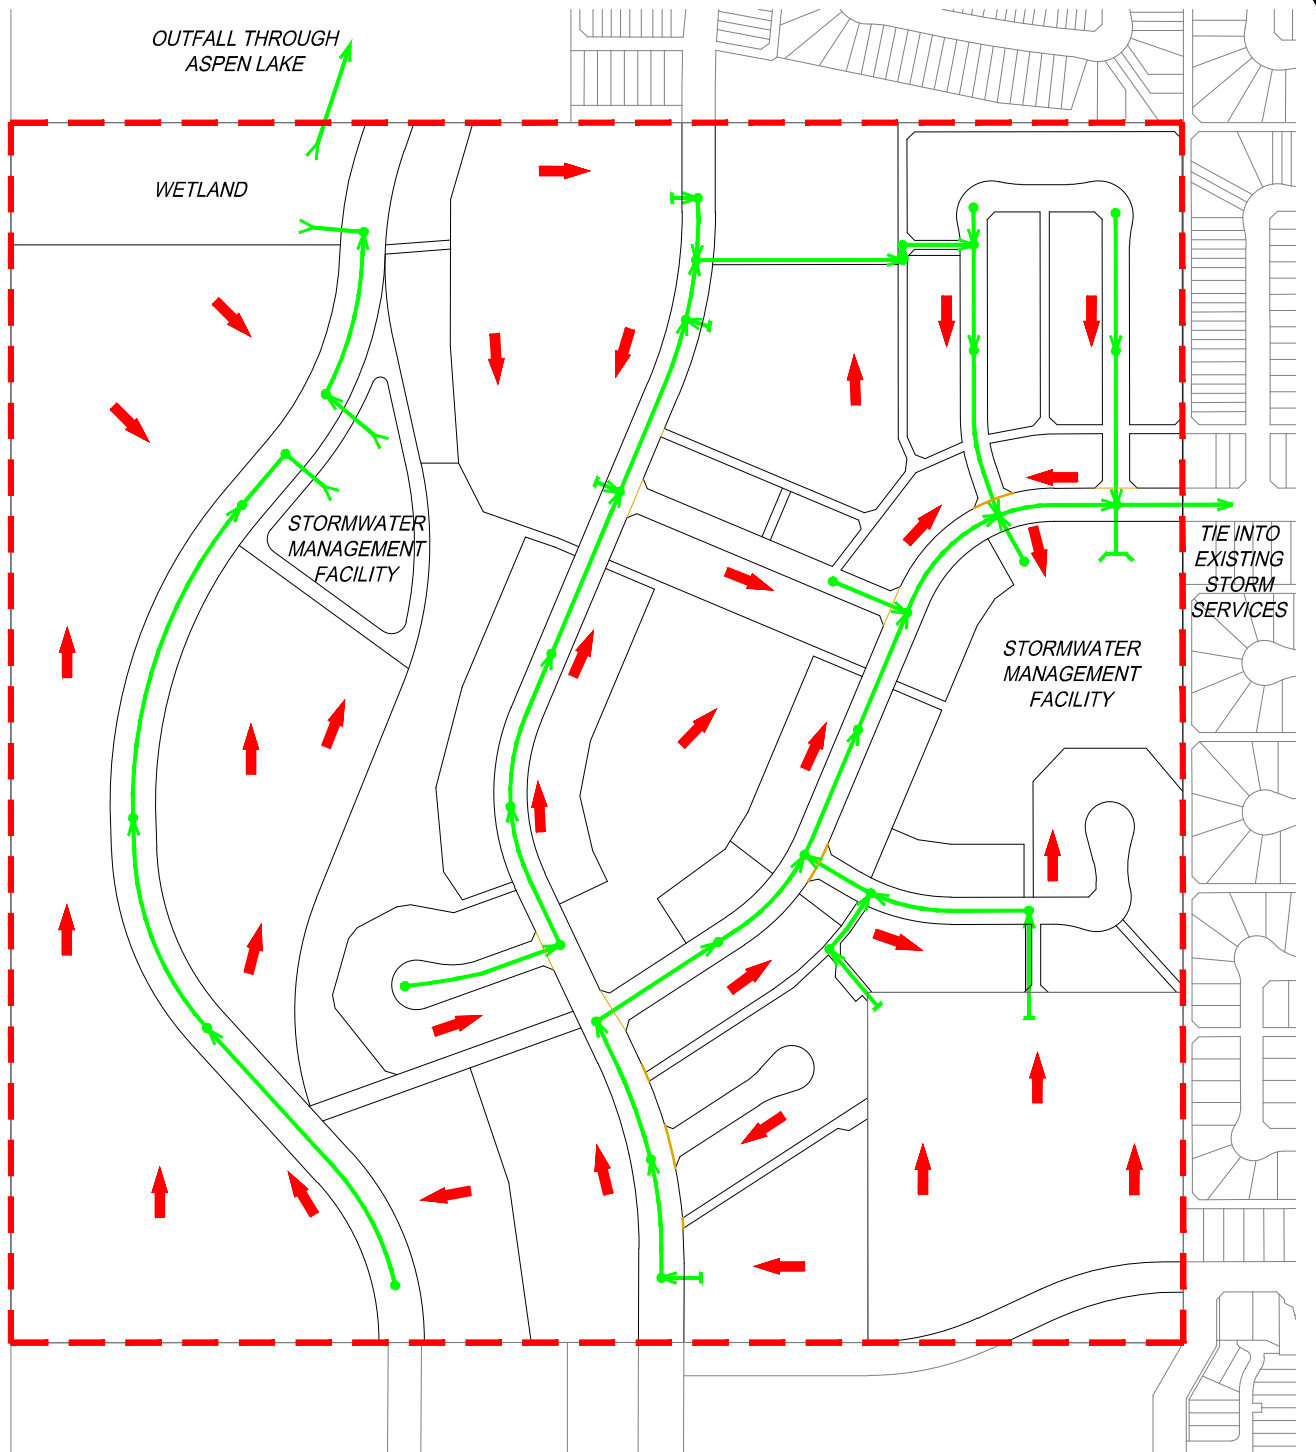 OUTFALL THROUGH
ASPEN LAKE
WETLAND
STORMWATER
MANAGEMENT
FACILITY
TIE INTO
EXISTING
STORM
SERVICES
STORMWATER
MANAGEMENT
FACILITY